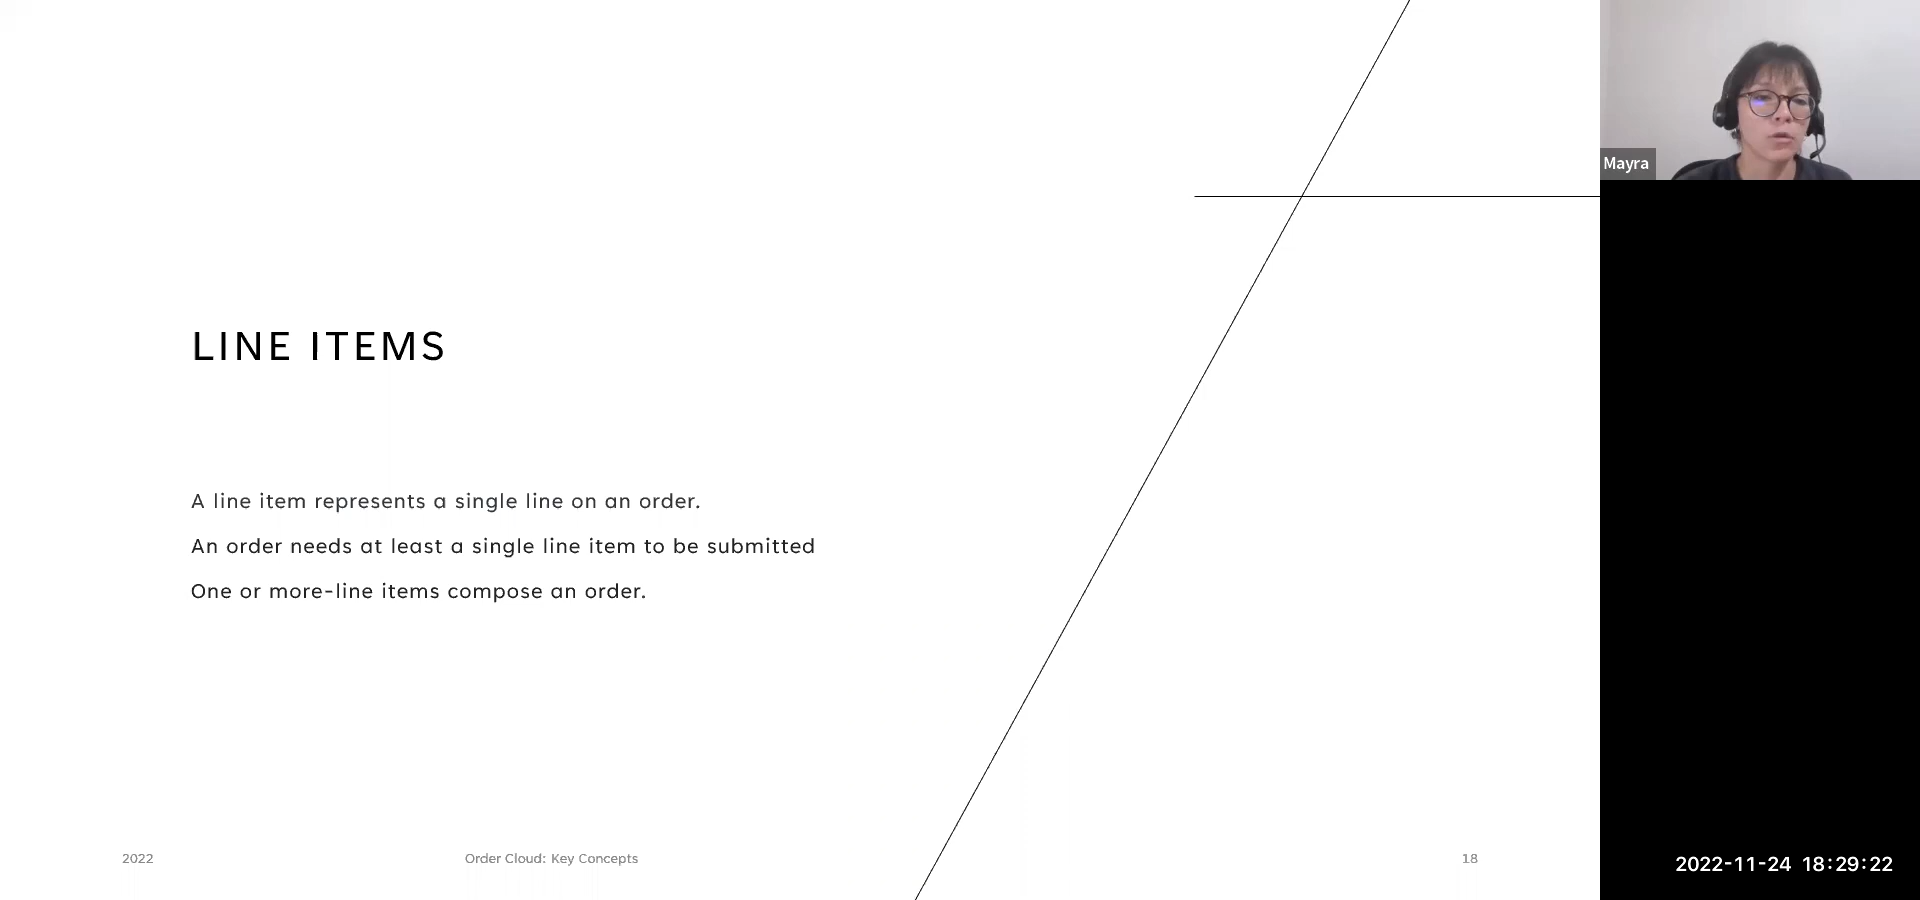 Mayra
LINE ITEMS
A line item represents a single line on an order.
An order needs at least a single line item to be submitted
One or more-line items compose an order.
2022
Order Cloud: Key Concepts
18
2022-11-24 18:29:22